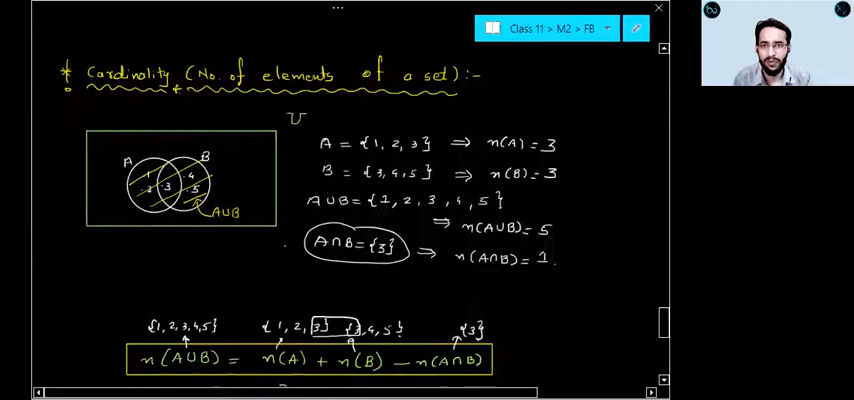 Class 11 > M2 > FB
* Cardinality (No. of elements of a set) :-
U
A = {1, 2, 3} ⇒ n(A) = 3
A B
B = {3, 4, 5} ⇒ n(B) = 3
.1 .2 .3 .4 .5
A∪B = {1, 2, 3, 4, 5}
A∪B
⇒ n(A∪B) = 5
A∩B = {3} ⇒ n(A∩B) = 1.
{1, 2, 3, 4, 5} {1, 2, 3} {3, 4, 5} {3}
n(A∪B) = n(A) + n(B) - n(A∩B)